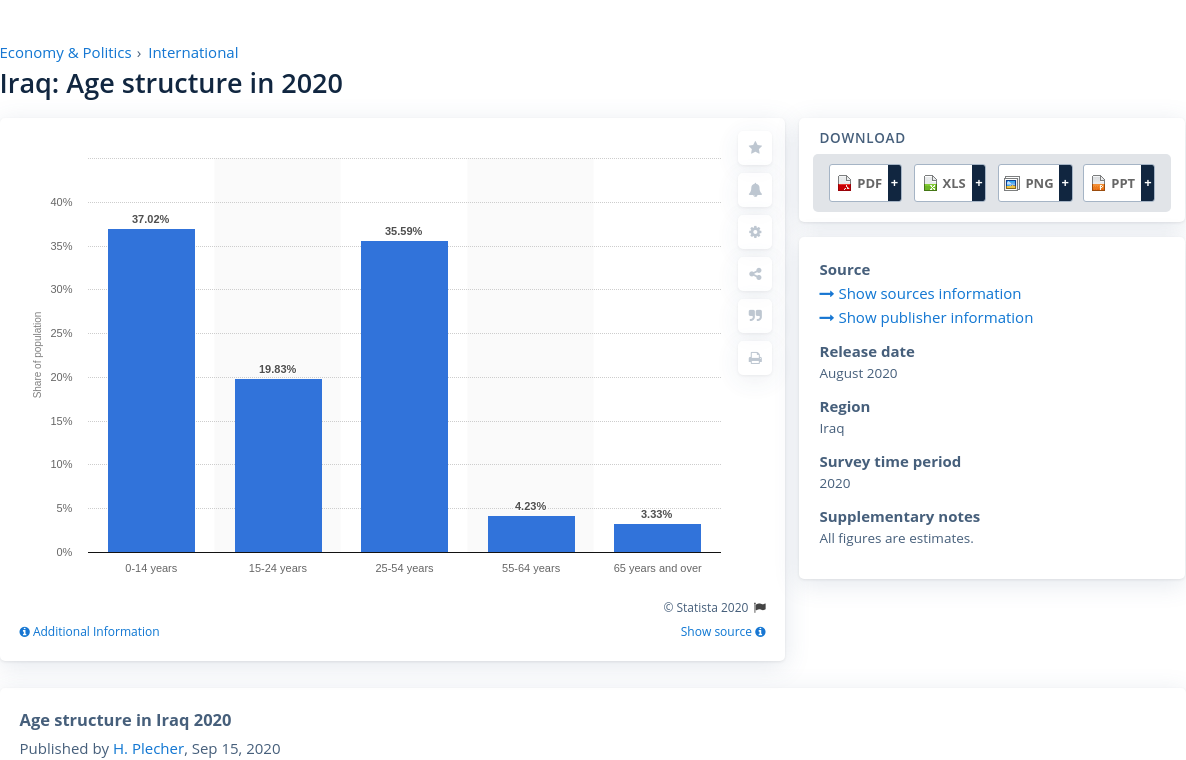 Economy & Politics › International
Iraq: Age structure in 2020
40%
35%
30%
25%
20%
15%
10%
5%
0%
Share of population
37.02%
19.83%
35.59%
4.23%
3.33%
0-14 years
15-24 years
25-54 years
55-64 years
65 years and over
© Statista 2020
Additional Information
Show source
DOWNLOAD
PDF +
XLS +
PNG +
PPT +
Source
Show sources information
Show publisher information
Release date
August 2020
Region
Iraq
Survey time period
2020
Supplementary notes
All figures are estimates.
Age structure in Iraq 2020
Published by H. Plecher, Sep 15, 2020